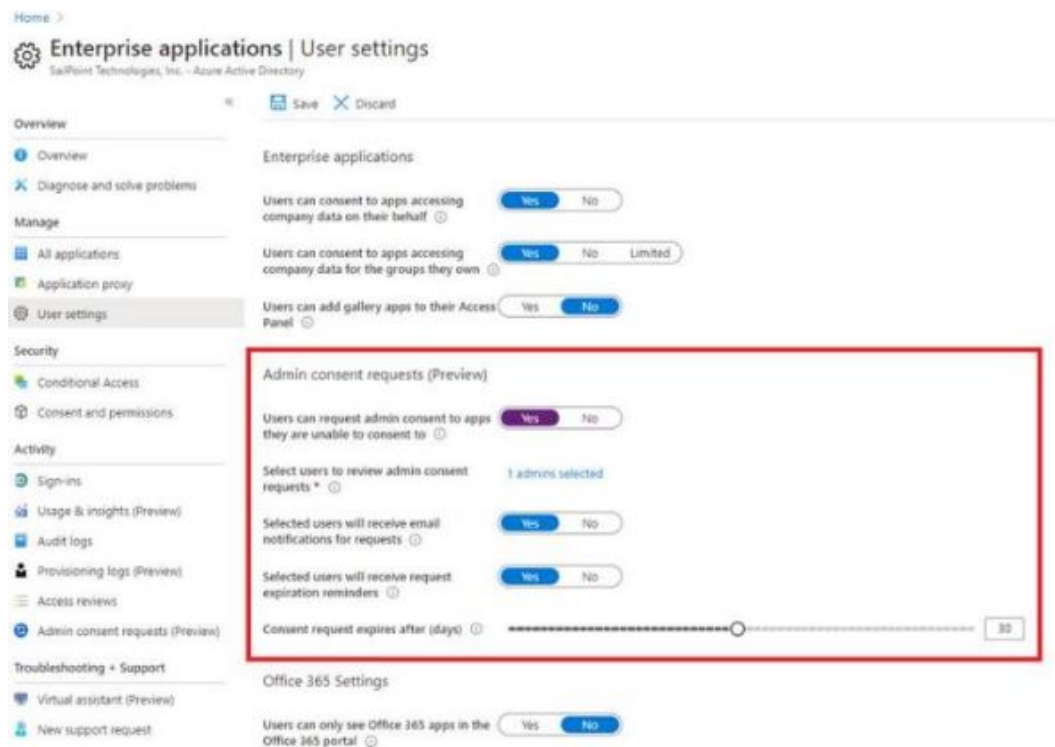 Home >
Enterprise applications | User settings
SailPoint Technologies, Inc. - Azure Active Directory
«
Save Discard
Overview
Overview
Diagnose and solve problems
Manage
All applications
Application proxy
User settings
Security
Conditional Access
Consent and permissions
Activity
Sign-ins
Usage & insights (Preview)
Audit logs
Provisioning logs (Preview)
Access reviews
Admin consent requests (Preview)
Troubleshooting + Support
Virtual assistant (Preview)
New support request
Enterprise applications
Users can consent to apps accessing
company data on their behalf
Yes No
Users can consent to apps accessing
company data for the groups they own
Yes No Limited
Users can add gallery apps to their Access
Panel
Yes No
Admin consent requests (Preview)
Users can request admin consent to apps
they are unable to consent to
Yes No
Select users to review admin consent
requests *
1 admins selected
Selected users will receive email
notifications for requests
Yes No
Selected users will receive request
expiration reminders
Yes No
Consent request expires after (days)
30
Office 365 Settings
Users can only see Office 365 apps in the
Office 365 portal
Yes No